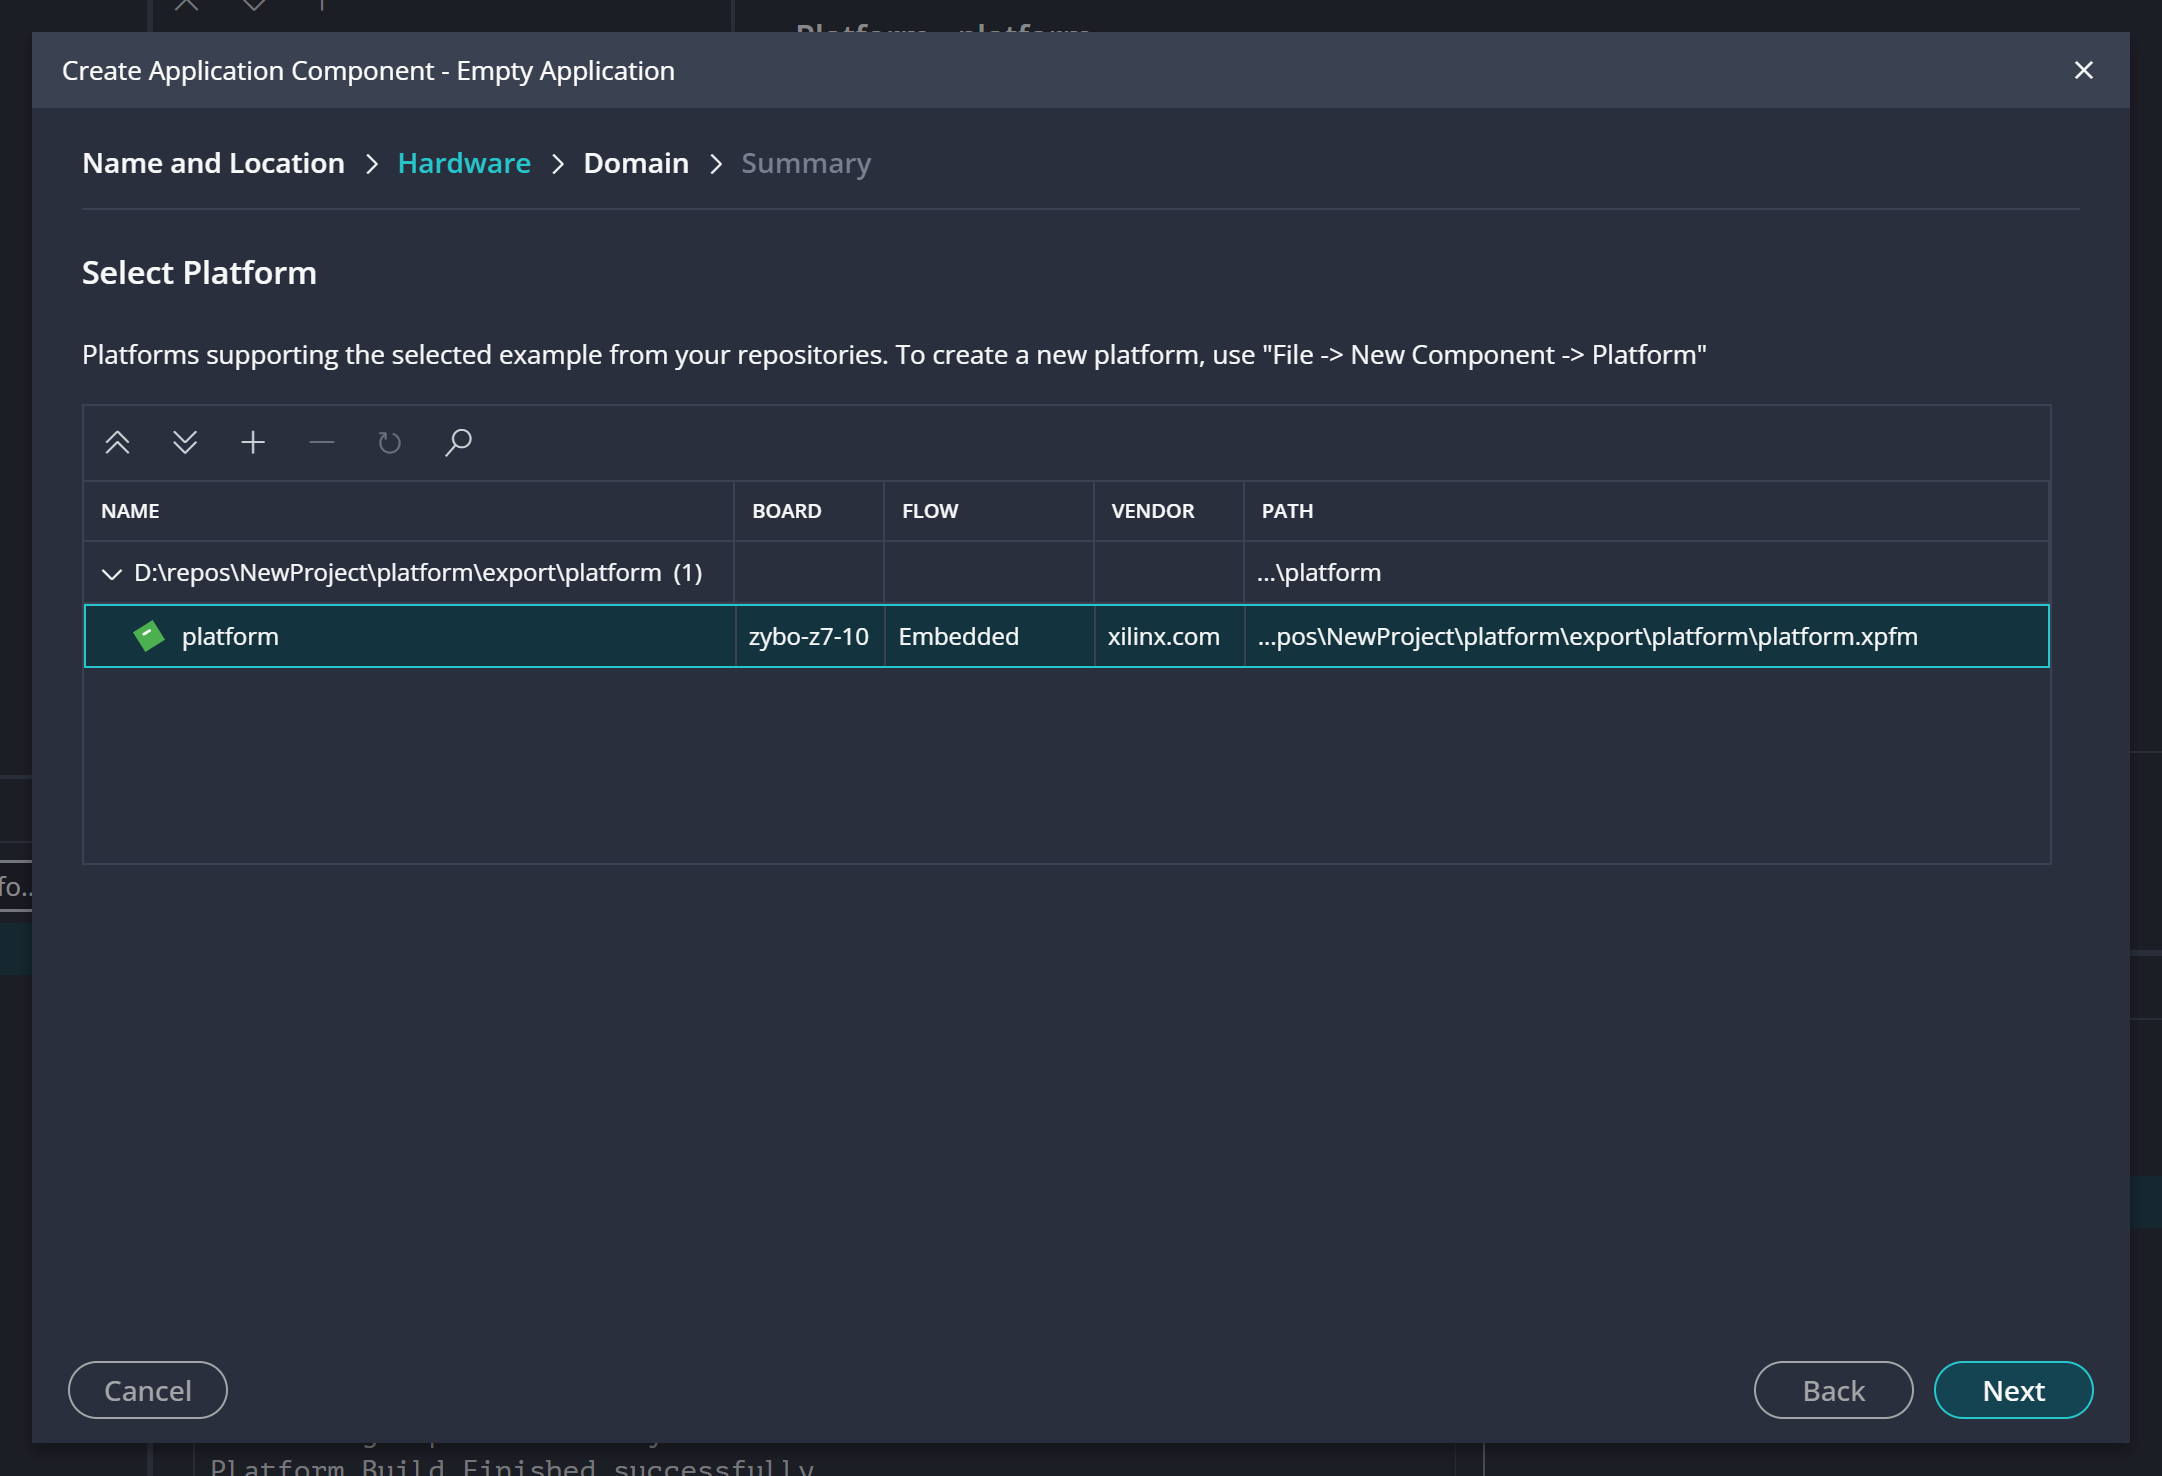 Platform platform
Create Application Component - Empty Application
Name and Location > Hardware > Domain > Summary
Select Platform
Platforms supporting the selected example from your repositories. To create a new platform, use "File -> New Component -> Platform"
NAME BOARD FLOW VENDOR PATH
D:\repos\NewProject\platform\export\platform (1) ...\platform
platform zybo-z7-10 Embedded xilinx.com ...pos\NewProject\platform\export\platform\platform.xpfm
fo..
Cancel Back Next
Platform Build Finished successfully